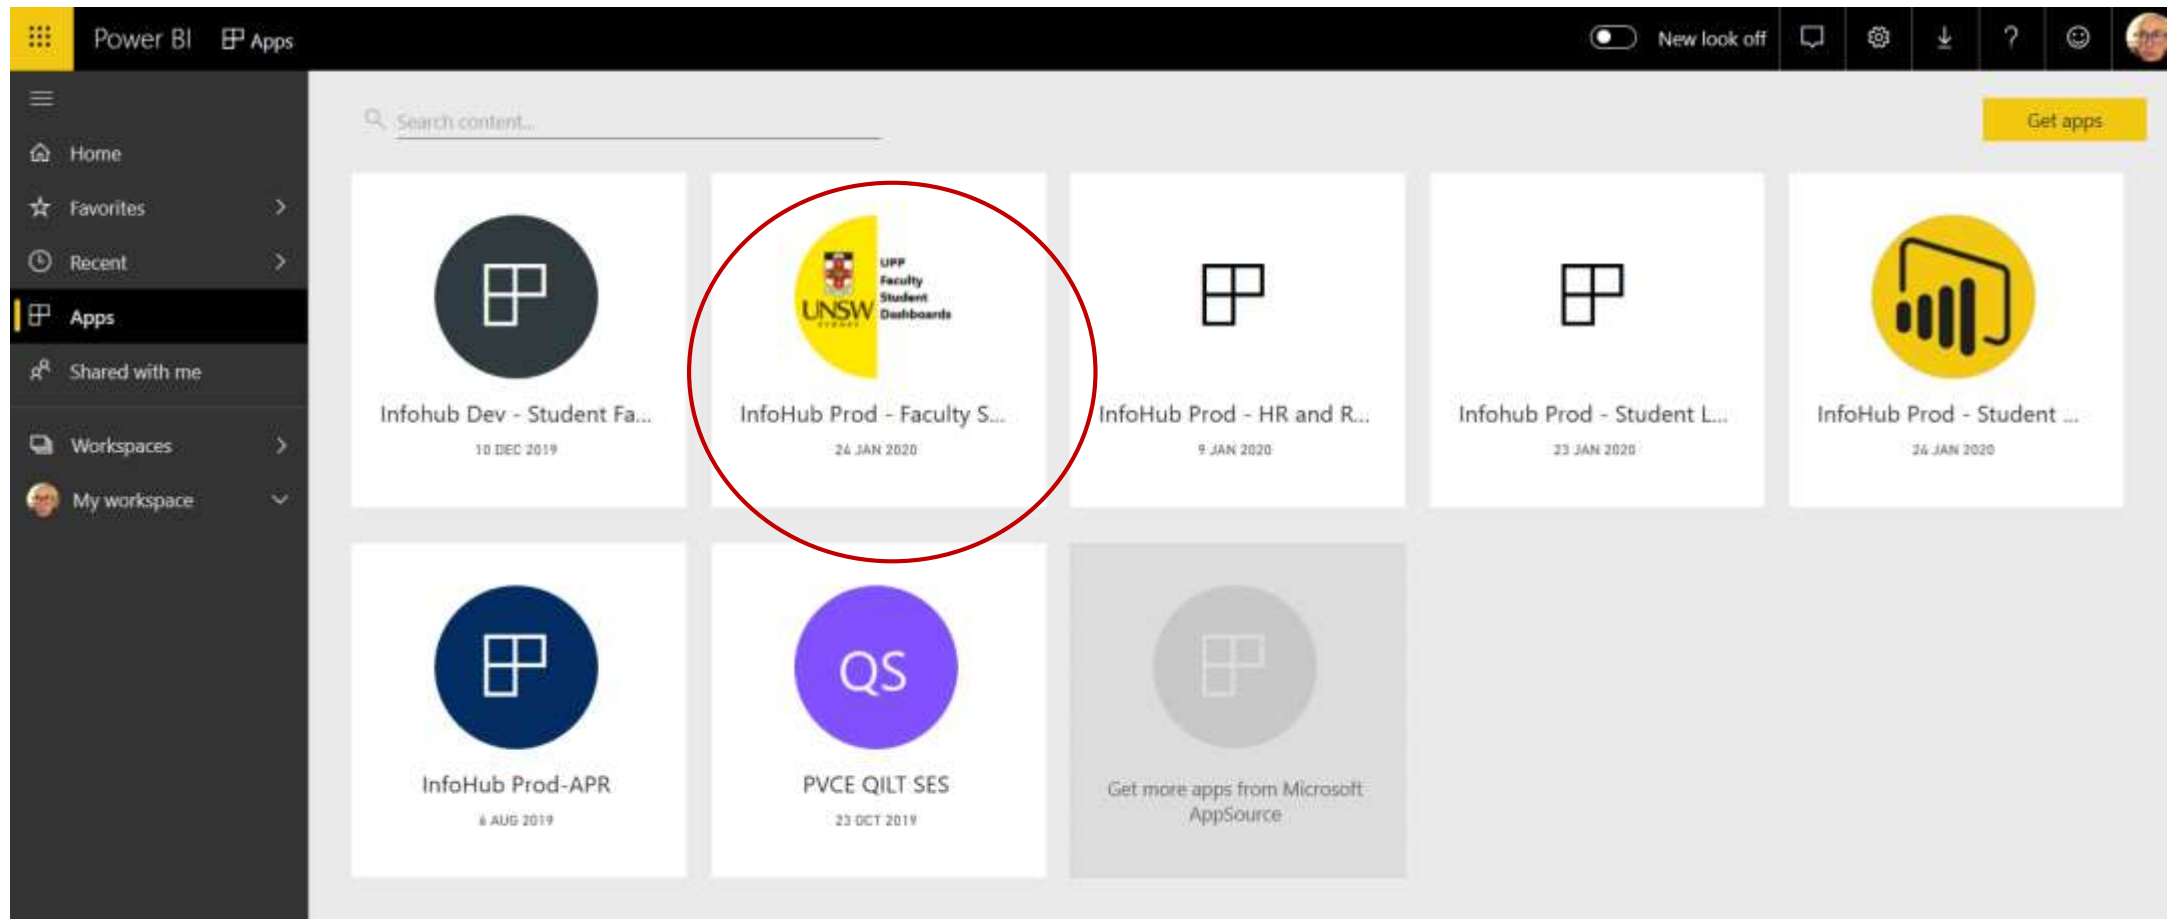 Power BI Apps
New look off
?
Search content...
Get apps
Home
Favorites
Recent
Apps
Shared with me
Workspaces
My workspace
UNSW
SYDNEY
UPP
Faculty
Student
Dashboards
Infohub Dev - Student Fa...
10 DEC 2019
InfoHub Prod - Faculty S...
24 JAN 2020
InfoHub Prod - HR and R...
9 JAN 2020
Infohub Prod - Student L...
23 JAN 2020
InfoHub Prod - Student ...
24 JAN 2020
InfoHub Prod-APR
6 AUG 2019
QS
PVCE QILT SES
23 OCT 2019
Get more apps from Microsoft
AppSource